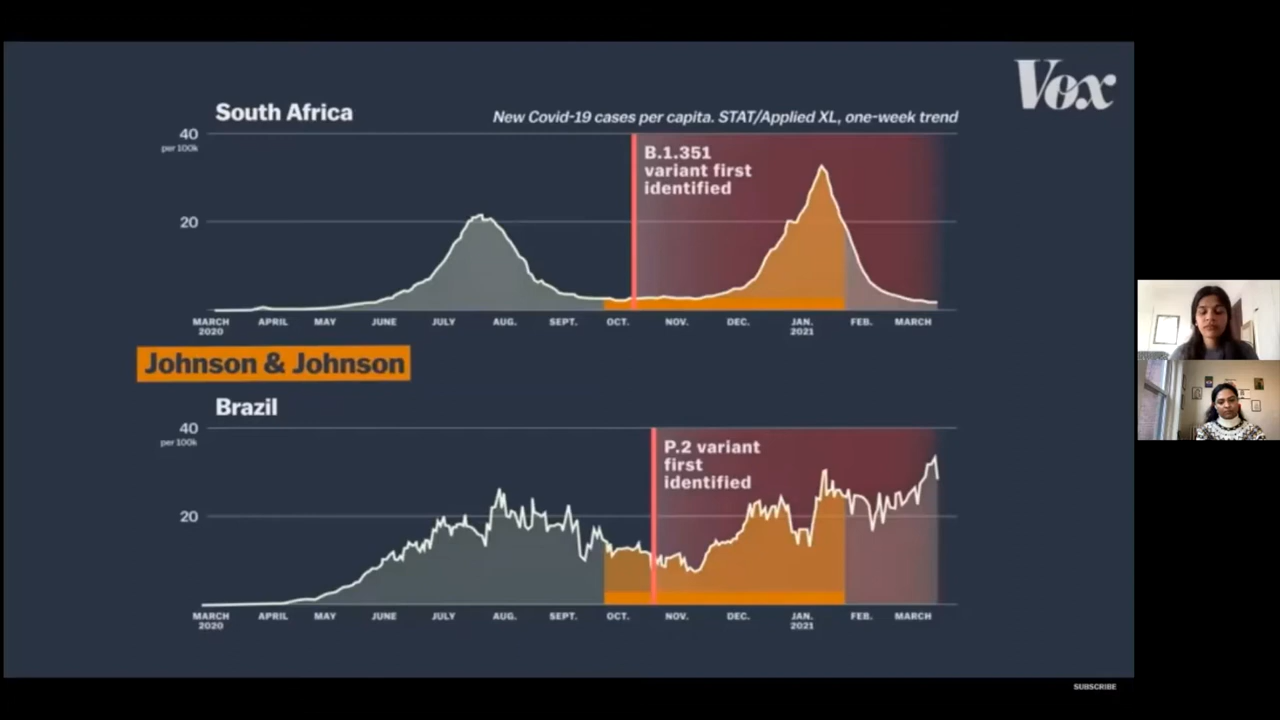 Vox
South Africa
New Covid-19 cases per capita. STAT/Applied XL, one-week trend
40
per 100k
B.1.351
variant first
identified
20
MARCH APRIL MAY JUNE JULY AUG. SEPT. OCT. NOV. DEC. JAN. FEB. MARCH
2020 2021
Johnson & Johnson
Brazil
40
per 100k
P.2 variant
first
identified
20
MARCH APRIL MAY JUNE JULY AUG. SEPT. OCT. NOV. DEC. JAN. FEB. MARCH
2020 2021
SUBSCRIBE